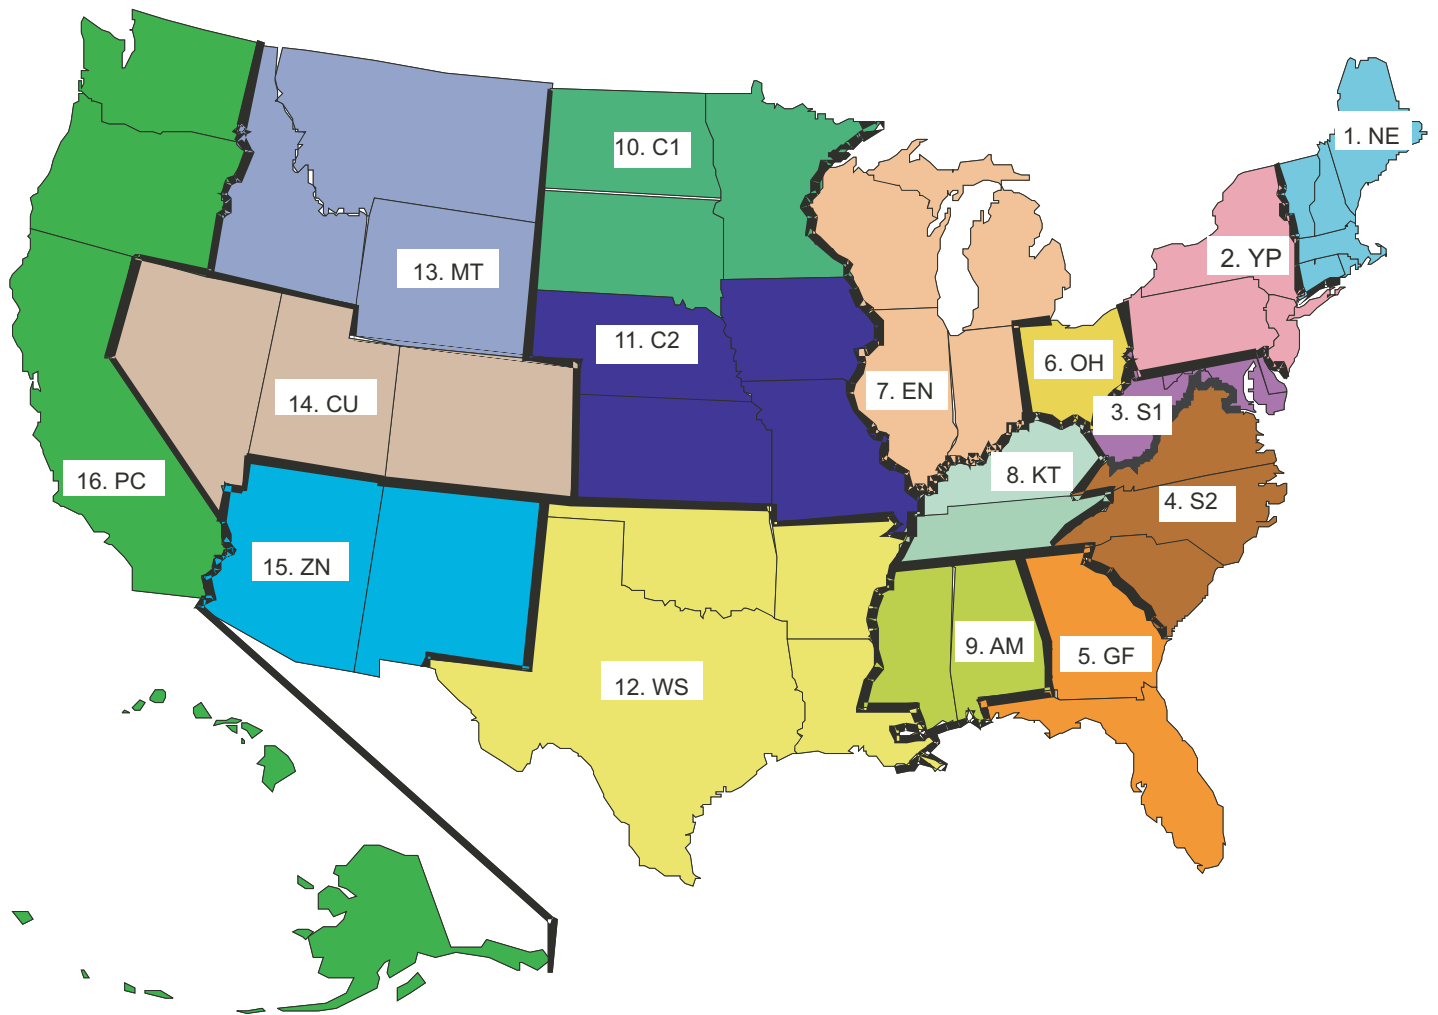 1. NE
10. C1
2. YP
13. MT
11. C2
6. OH
7. EN
14. CU
3. S1
8. KT
16. PC
4. S2
15. ZN
9. AM
5. GF
12. WS